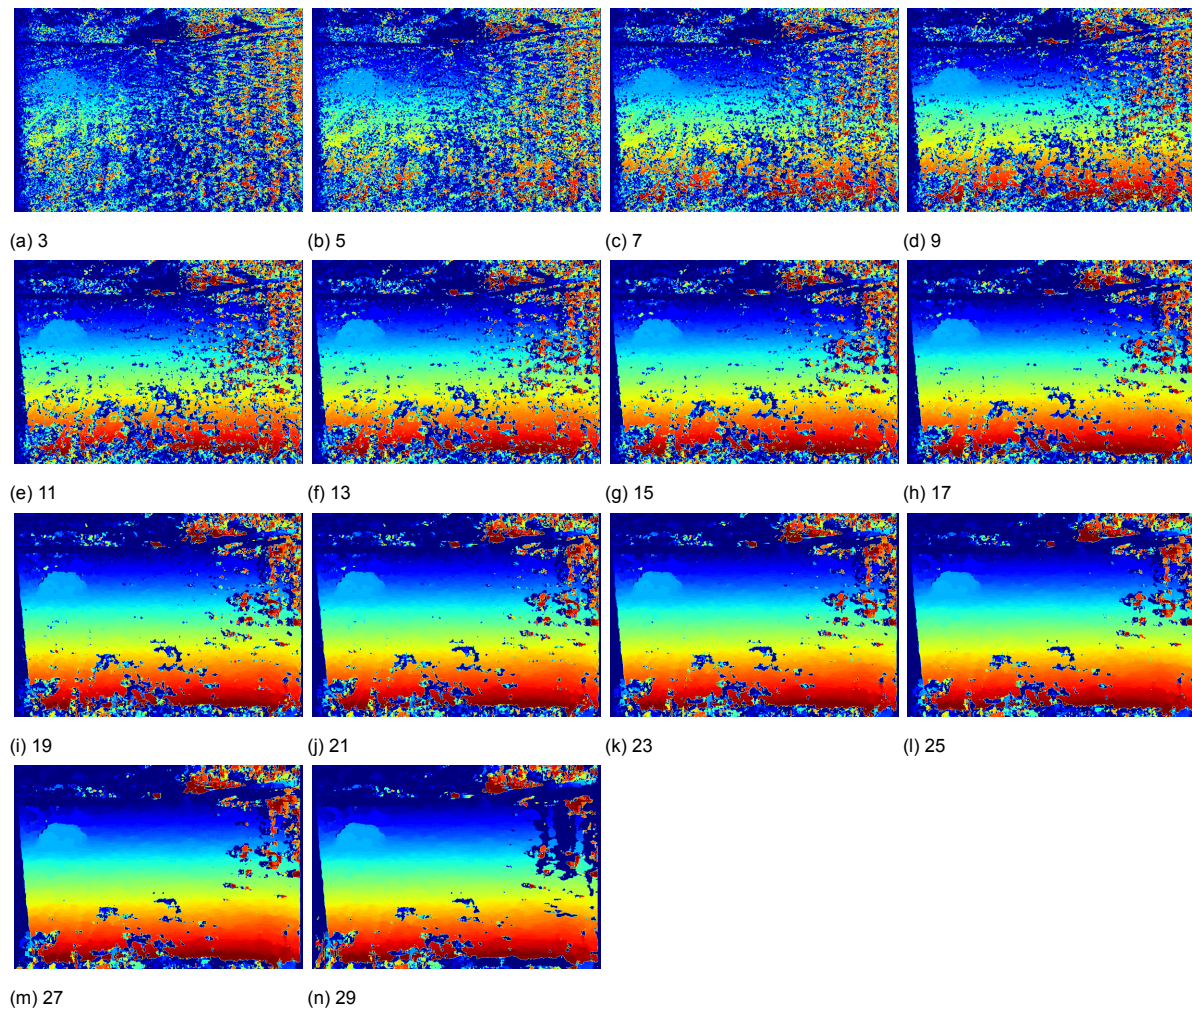 (a) 3
(b) 5
(c) 7
(d) 9
(e) 11
(f) 13
(g) 15
(h) 17
(i) 19
(j) 21
(k) 23
(l) 25
(m) 27
(n) 29